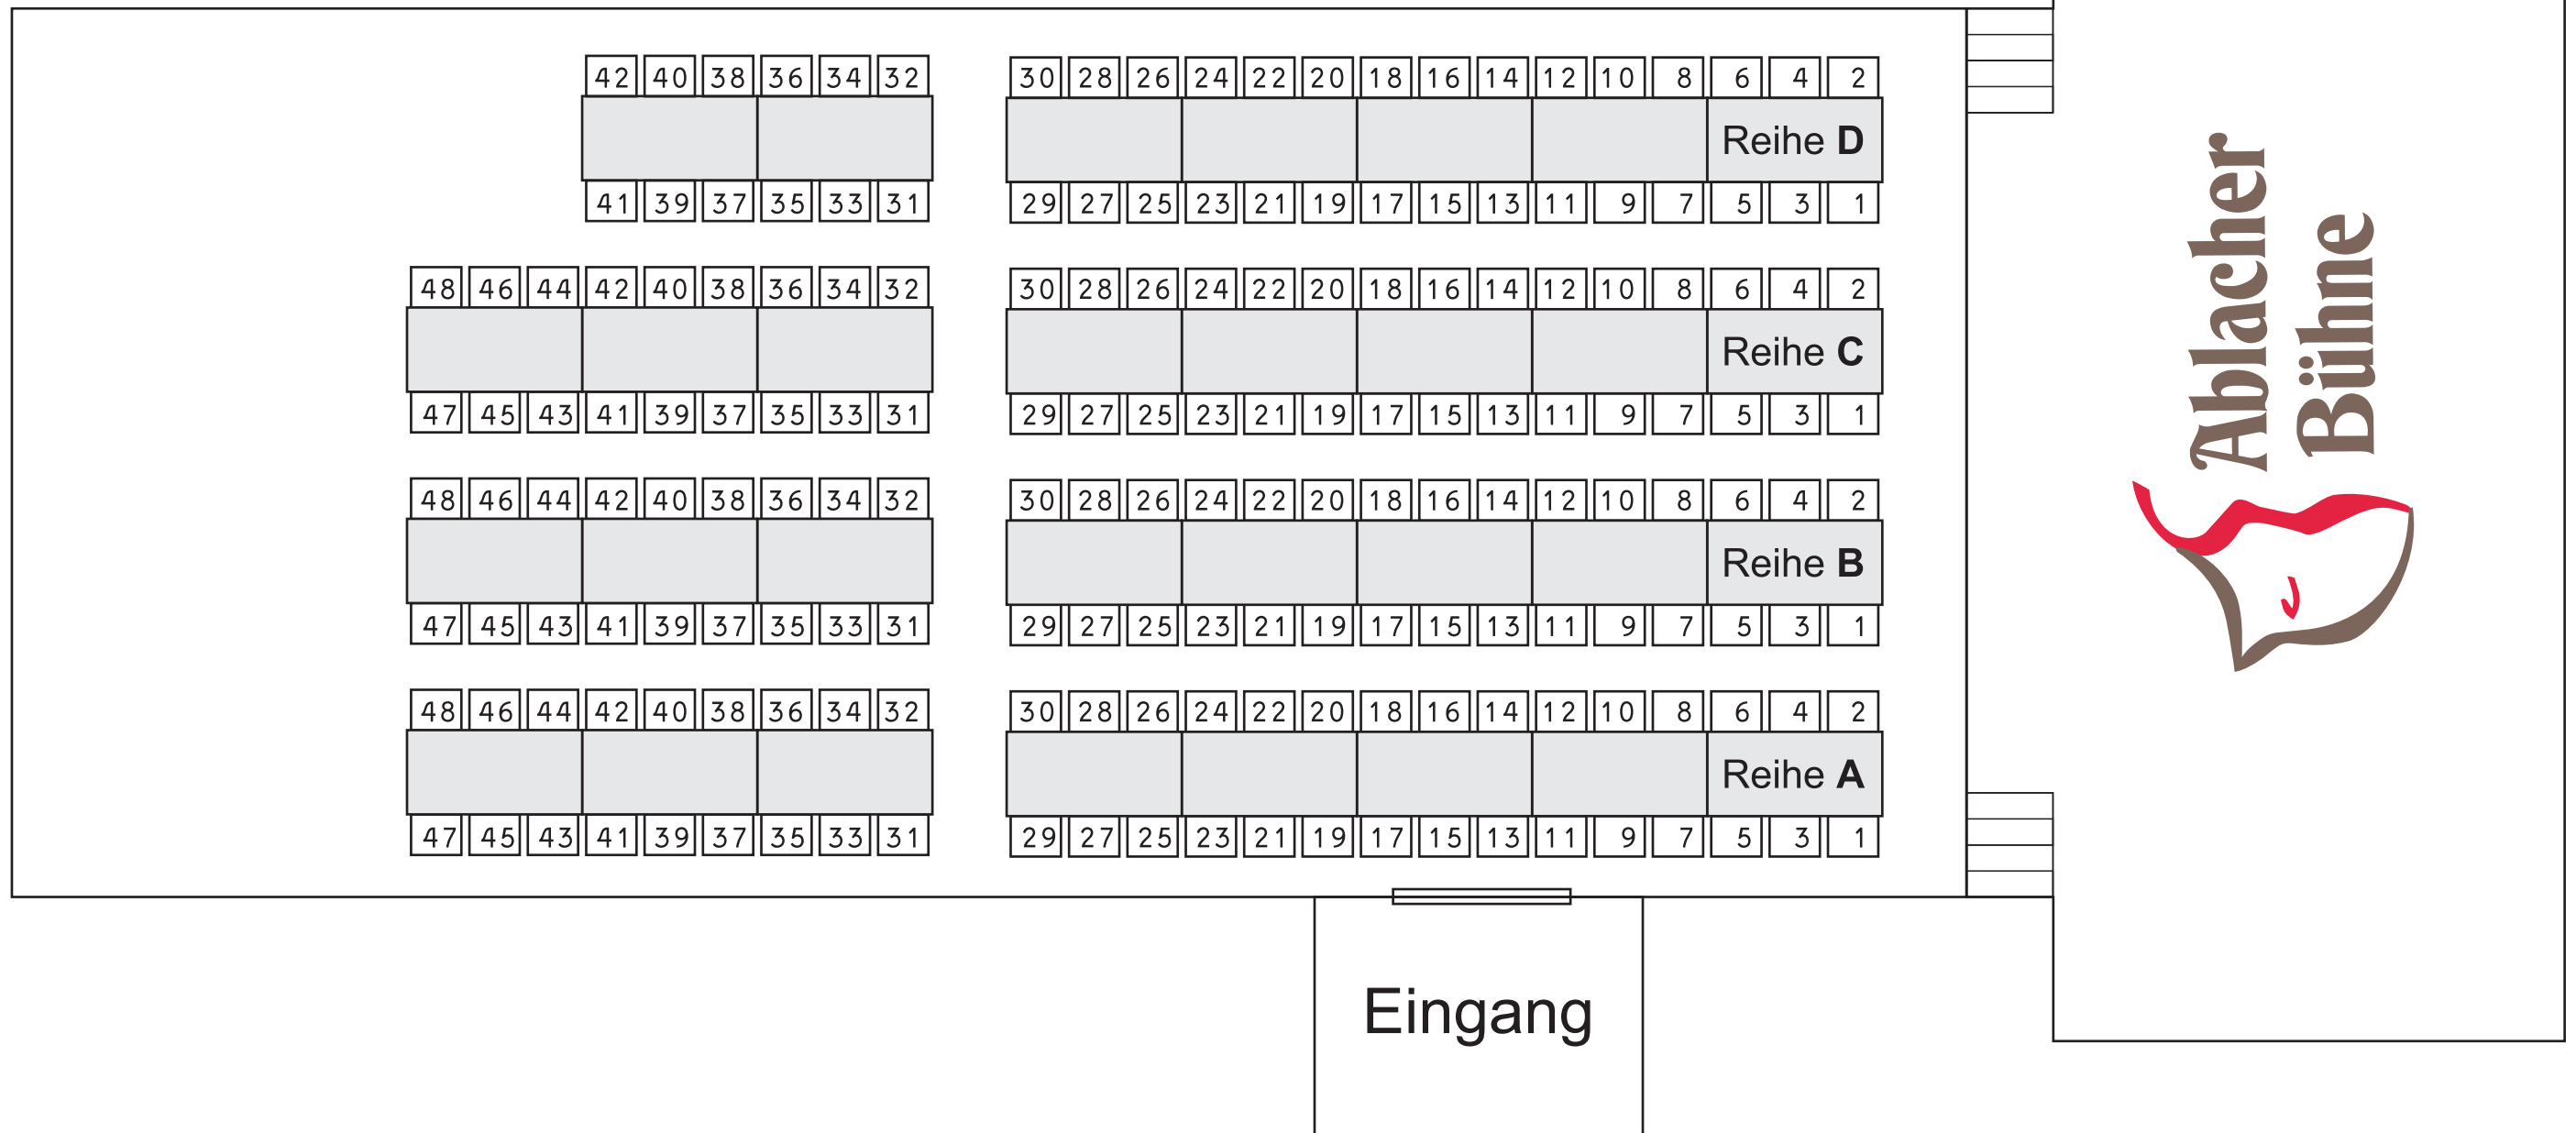 42 40 38 36 34 32 30 28 26 24 22 20 18 16 14 12 10 8 6 4 2
Reihe D
41 39 37 35 33 31 29 27 25 23 21 19 17 15 13 11 9 7 5 3 1
48 46 44 42 40 38 36 34 32 30 28 26 24 22 20 18 16 14 12 10 8 6 4 2
Reihe C
47 45 43 41 39 37 35 33 31 29 27 25 23 21 19 17 15 13 11 9 7 5 3 1
48 46 44 42 40 38 36 34 32 30 28 26 24 22 20 18 16 14 12 10 8 6 4 2
Reihe B
47 45 43 41 39 37 35 33 31 29 27 25 23 21 19 17 15 13 11 9 7 5 3 1
48 46 44 42 40 38 36 34 32 30 28 26 24 22 20 18 16 14 12 10 8 6 4 2
Reihe A
47 45 43 41 39 37 35 33 31 29 27 25 23 21 19 17 15 13 11 9 7 5 3 1
Eingang
Ablacher
Bühne